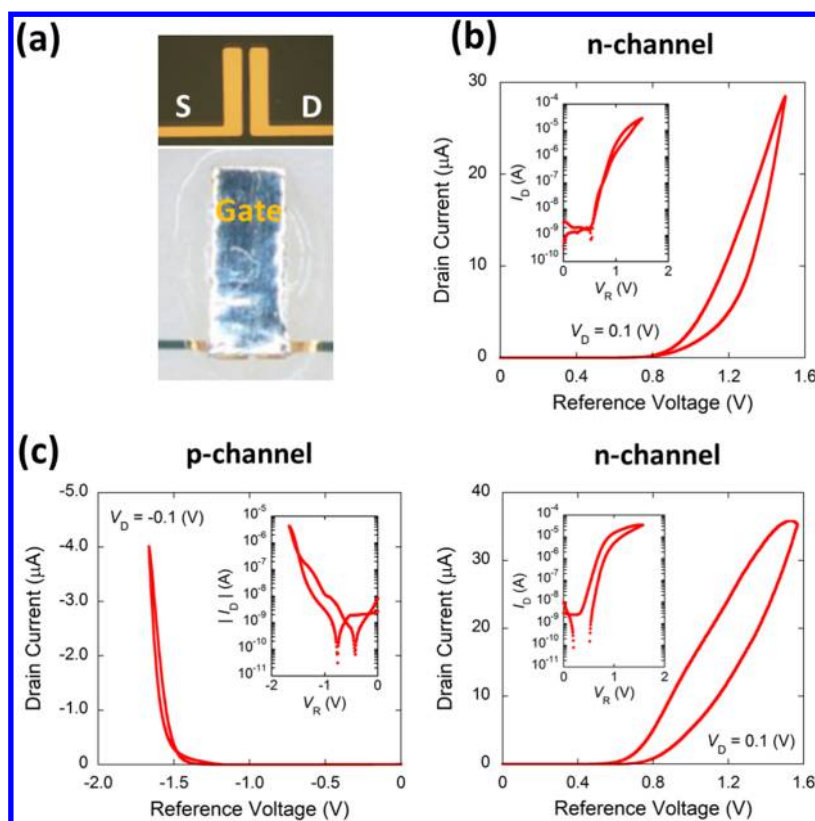 (a)
S D
Gate
(b)
n-channel
30
20
10
0
0 0.4 0.8 1.2 1.6
Drain Current (μA)
Reference Voltage (V)
V_D = 0.1 (V)
10⁻⁴
10⁻⁵
10⁻⁶
10⁻⁷
10⁻⁸
10⁻⁹
10⁻¹⁰
0 1 2
I_D (A)
V_R (V)
(c)
p-channel
-5.0
-4.0
-3.0
-2.0
-1.0
0
-2.0 -1.5 -1.0 -0.5 0
Drain Current (μA)
Reference Voltage (V)
V_D = -0.1 (V)
10⁻⁵
10⁻⁶
10⁻⁷
10⁻⁸
10⁻⁹
10⁻¹⁰
10⁻¹¹
-2 -1 0
| I_D | (A)
V_R (V)
n-channel
40
30
20
10
0
0 0.4 0.8 1.2 1.6
Drain Current (μA)
Reference Voltage (V)
V_D = 0.1 (V)
10⁻⁴
10⁻⁵
10⁻⁶
10⁻⁷
10⁻⁸
10⁻⁹
10⁻¹⁰
10⁻¹¹
0 1 2
I_D (A)
V_R (V)